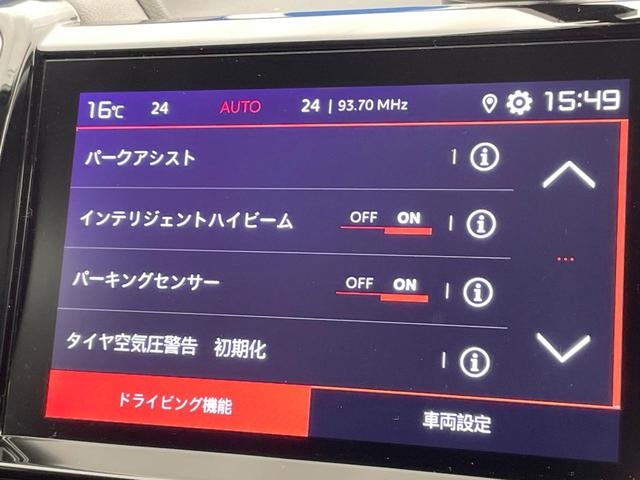 16℃ 24 AUTO 24 | 93.70 MHz 15:49
パークアシスト
インテリジェントハイビーム OFF ON
パーキングセンサー OFF ON
タイヤ空気圧警告 初期化
ドライビング機能 車両設定